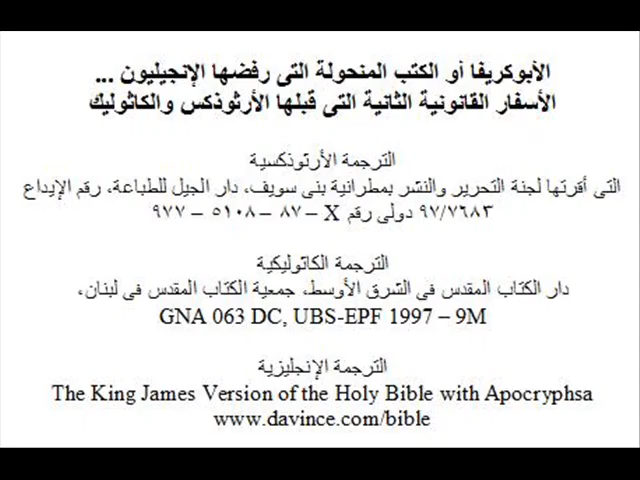 الأبوكريفا أو الكتب المنحولة التى رفضها الإنجيليون ...
الأسفار القانونية الثانية التى قبلها الأرثوذكس والكاثوليك
الترجمة الأرثوذكسية
التى أقرتها لجنة التحرير والنشر بمطرانية بنى سويف، دار الجيل للطباعة، رقم الإيداع
٩٧/٧٦٨٣ دولى رقم X – ٨٧ – ٥١٠٨ – ٩٧٧
الترجمة الكاثوليكية
دار الكتاب المقدس فى الشرق الأوسط، جمعية الكتاب المقدس فى لبنان،
GNA 063 DC, UBS-EPF 1997 – 9M
الترجمة الإنجليزية
The King James Version of the Holy Bible with Apocryphsa
www.davince.com/bible